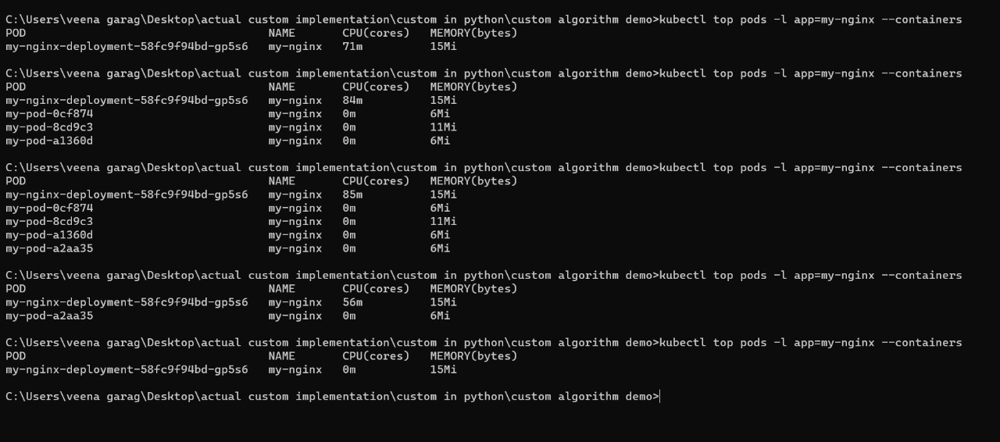 C:\Users\veena garag\Desktop\actual custom implementation\custom in python\custom algorithm demo>kubectl top pods -l app=my-nginx --containers
POD NAME CPU(cores) MEMORY(bytes)
my-nginx-deployment-58fc9f94bd-gp5s6 my-nginx 71m 15Mi
C:\Users\veena garag\Desktop\actual custom implementation\custom in python\custom algorithm demo>kubectl top pods -l app=my-nginx --containers
POD NAME CPU(cores) MEMORY(bytes)
my-nginx-deployment-58fc9f94bd-gp5s6 my-nginx 84m 15Mi
my-pod-0cf874 my-nginx 0m 6Mi
my-pod-8cd9c3 my-nginx 0m 11Mi
my-pod-a1360d my-nginx 0m 6Mi
C:\Users\veena garag\Desktop\actual custom implementation\custom in python\custom algorithm demo>kubectl top pods -l app=my-nginx --containers
POD NAME CPU(cores) MEMORY(bytes)
my-nginx-deployment-58fc9f94bd-gp5s6 my-nginx 85m 15Mi
my-pod-0cf874 my-nginx 0m 6Mi
my-pod-8cd9c3 my-nginx 0m 11Mi
my-pod-a1360d my-nginx 0m 6Mi
my-pod-a2aa35 my-nginx 0m 6Mi
C:\Users\veena garag\Desktop\actual custom implementation\custom in python\custom algorithm demo>kubectl top pods -l app=my-nginx --containers
POD NAME CPU(cores) MEMORY(bytes)
my-nginx-deployment-58fc9f94bd-gp5s6 my-nginx 56m 15Mi
my-pod-a2aa35 my-nginx 0m 6Mi
C:\Users\veena garag\Desktop\actual custom implementation\custom in python\custom algorithm demo>kubectl top pods -l app=my-nginx --containers
POD NAME CPU(cores) MEMORY(bytes)
my-nginx-deployment-58fc9f94bd-gp5s6 my-nginx 0m 15Mi
C:\Users\veena garag\Desktop\actual custom implementation\custom in python\custom algorithm demo>